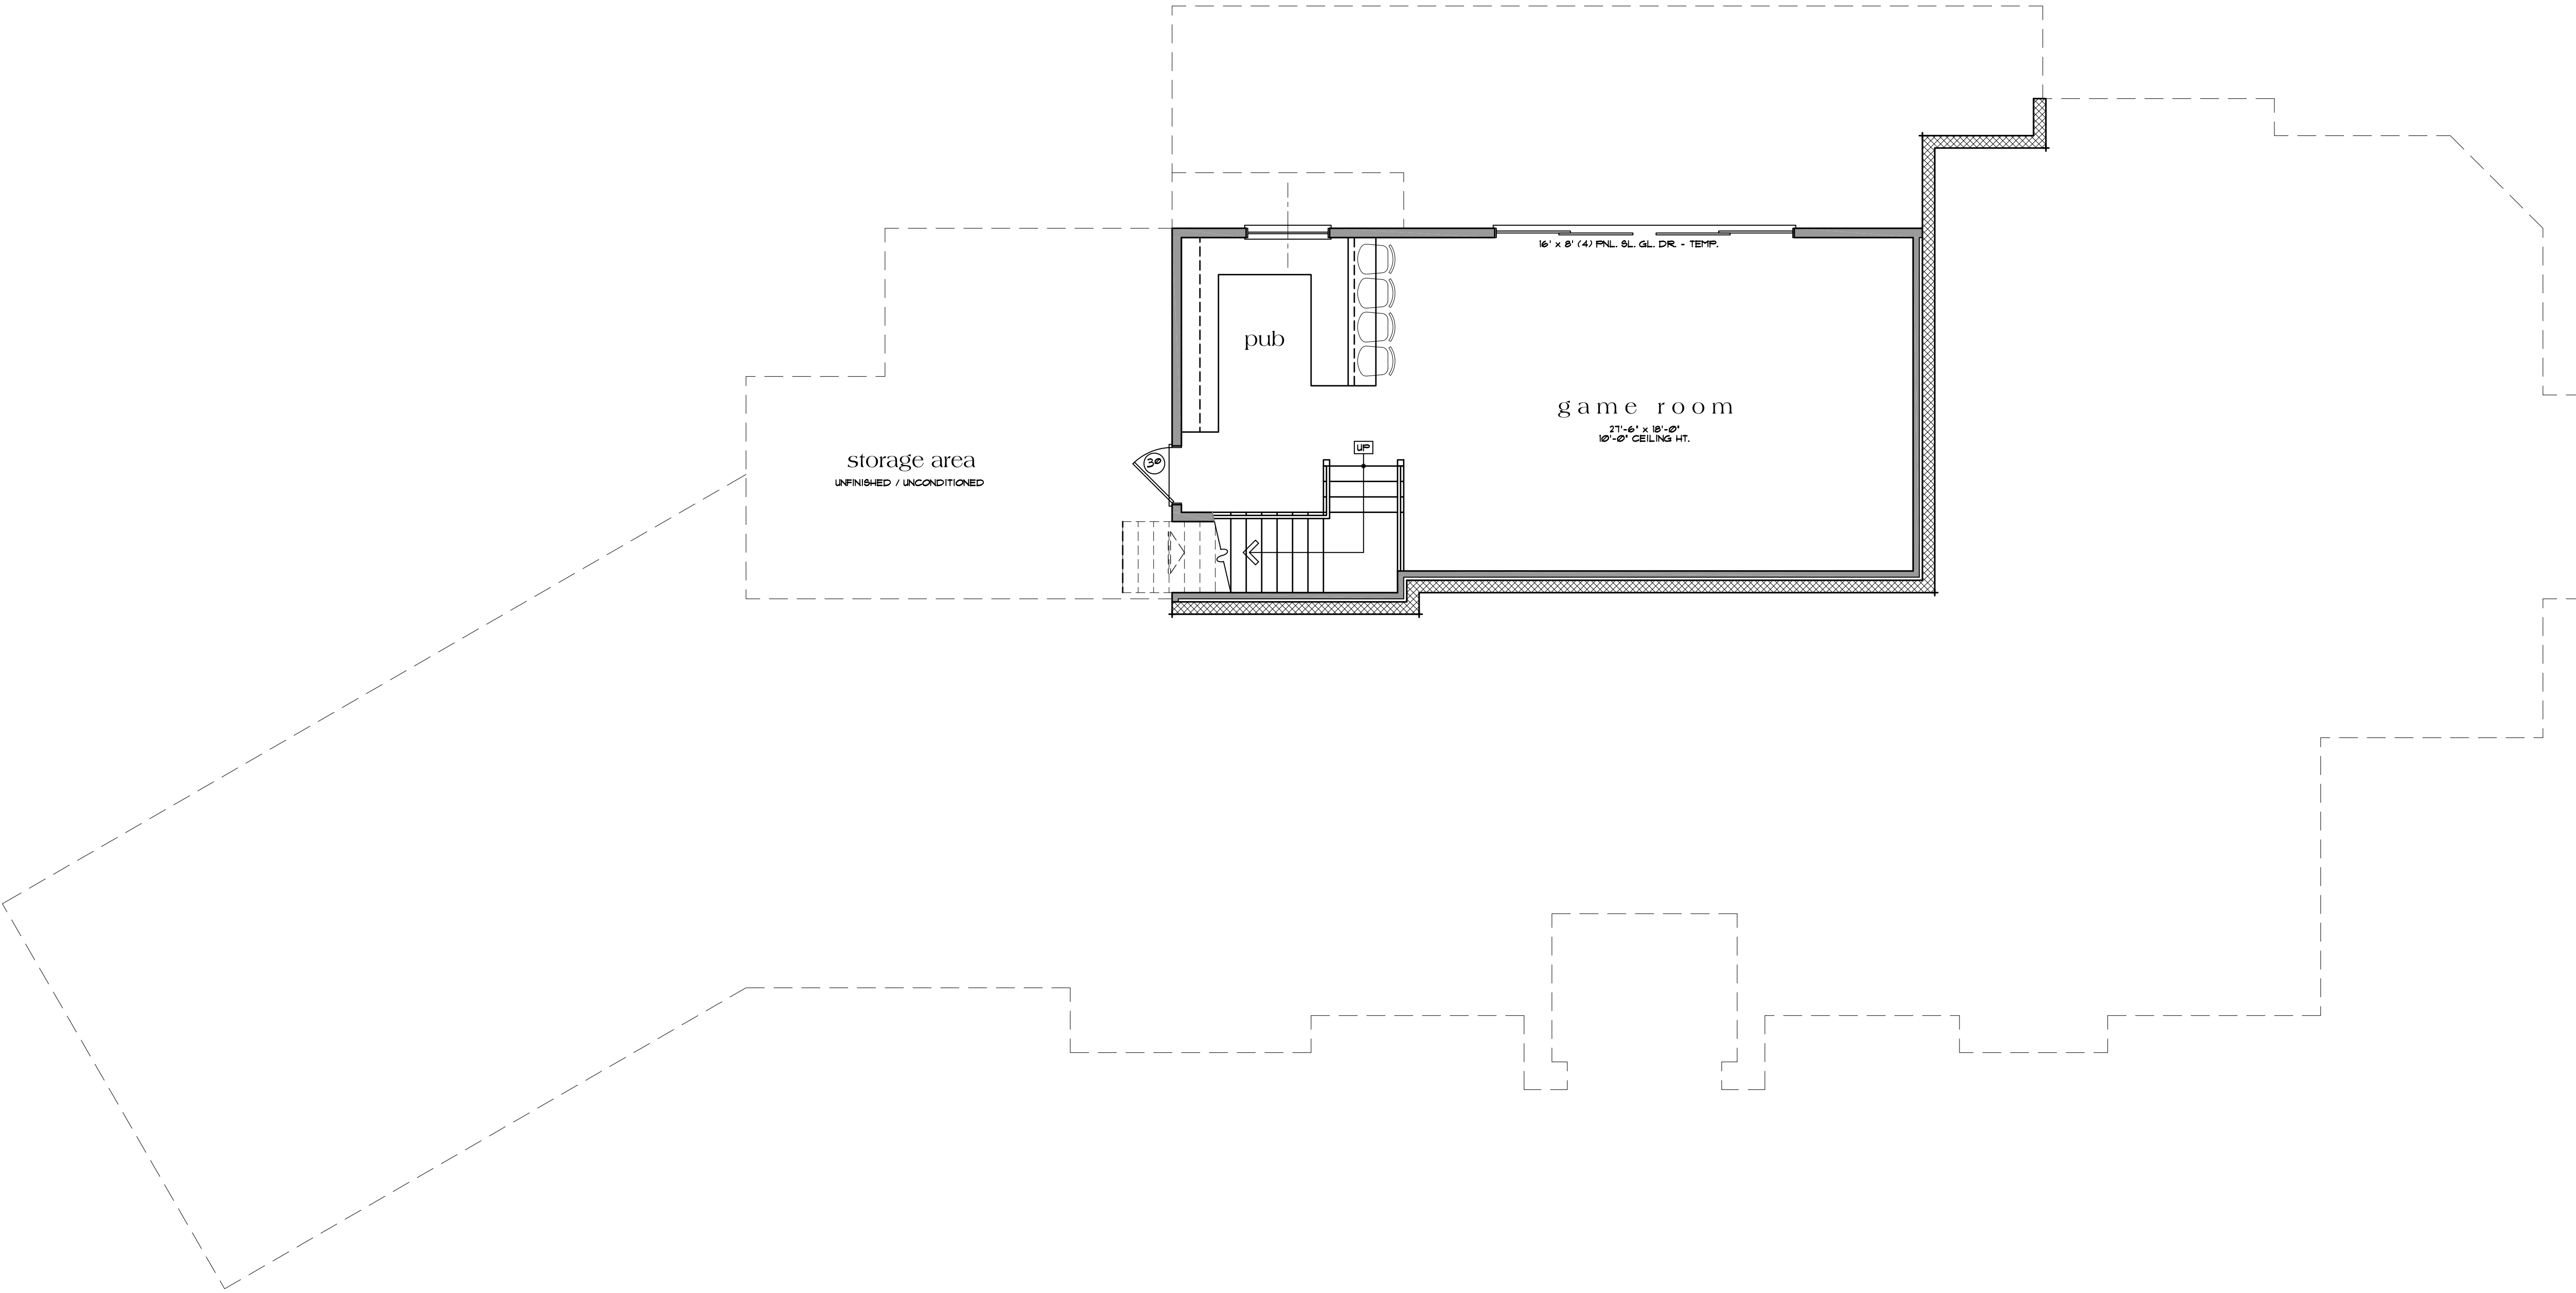 16' x 8' (4) PNL. SL. GL. DR. - TEMP.
pub
game room
27'-6" x 18'-0"
10'-0" CEILING HT.
UP
storage area
30
UNFINISHED / UNCONDITIONED